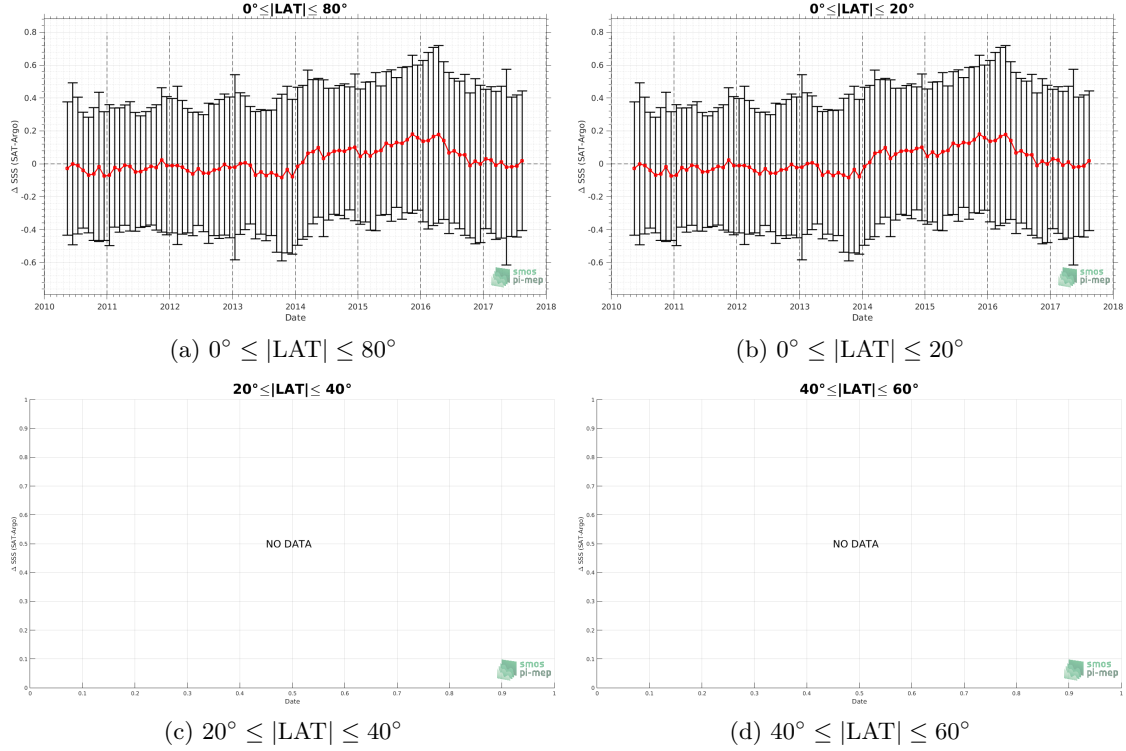 0°≤|LAT|≤ 80°
Δ SSS (SAT-Argo)
0.8
0.6
0.4
0.2
0
-0.2
-0.4
-0.6
2010 2011 2012 2013 2014 2015 2016 2017 2018
Date
smos
pi-mep
(a) 0° ≤ |LAT| ≤ 80°
0°≤|LAT|≤ 20°
Δ SSS (SAT-Argo)
0.8
0.6
0.4
0.2
0
-0.2
-0.4
-0.6
2010 2011 2012 2013 2014 2015 2016 2017 2018
Date
smos
pi-mep
(b) 0° ≤ |LAT| ≤ 20°
20°≤|LAT|≤ 40°
Δ SSS (SAT-Argo)
1
0.9
0.8
0.7
0.6
0.5
0.4
0.3
0.2
0.1
0
NO DATA
0 0.1 0.2 0.3 0.4 0.5 0.6 0.7 0.8 0.9 1
Date
smos
pi-mep
(c) 20° ≤ |LAT| ≤ 40°
40°≤|LAT|≤ 60°
Δ SSS (SAT-Argo)
1
0.9
0.8
0.7
0.6
0.5
0.4
0.3
0.2
0.1
0
NO DATA
0 0.1 0.2 0.3 0.4 0.5 0.6 0.7 0.8 0.9 1
Date
smos
pi-mep
(d) 40° ≤ |LAT| ≤ 60°